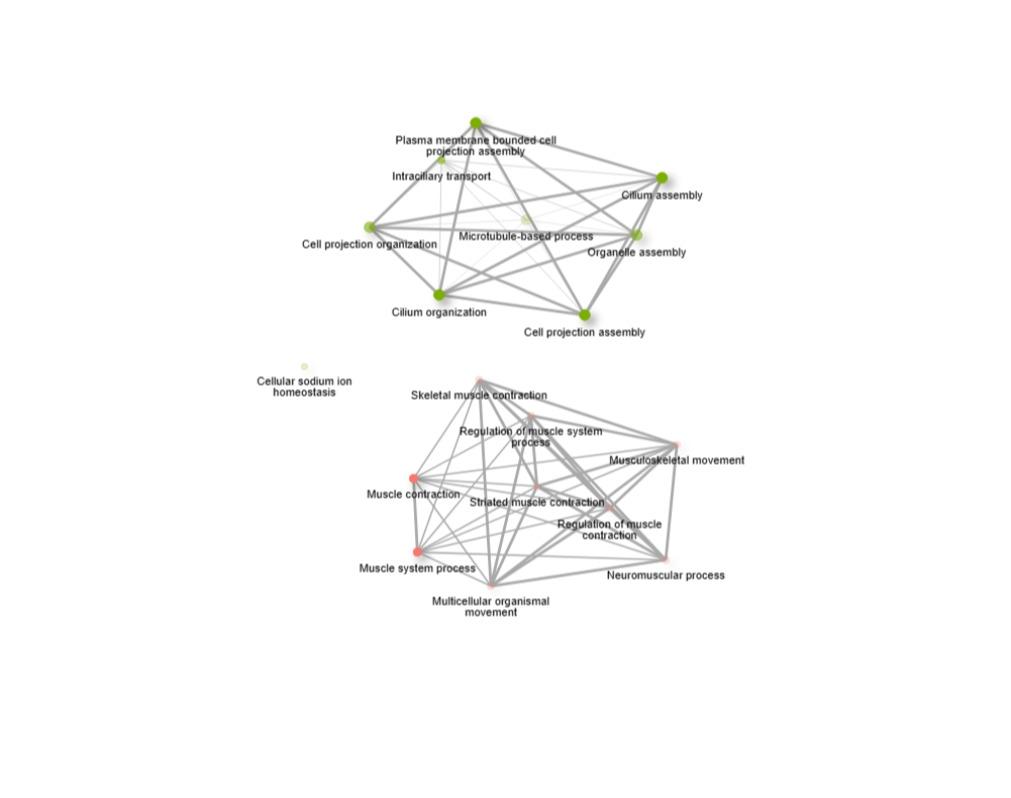 Plasma membrane bounded cell
projection assembly
Intraciliary transport
Cilium assembly
Microtubule-based process
Cell projection organization
Organelle assembly
Cilium organization
Cell projection assembly
Cellular sodium ion
homeostasis
Skeletal muscle contraction
Regulation of muscle system
process
Musculoskeletal movement
Muscle contraction
Striated muscle contraction
Regulation of muscle
contraction
Muscle system process
Neuromuscular process
Multicellular organismal
movement